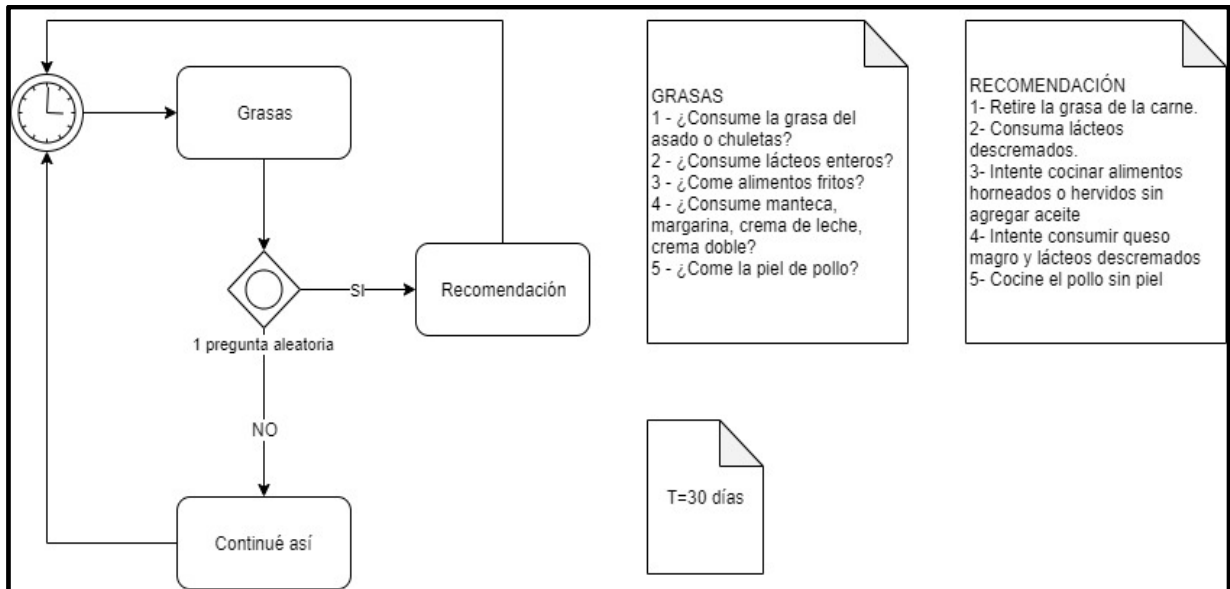 Grasas
SI
Recomendación
1 pregunta aleatoria
NO
Continué así
GRASAS
1 - ¿Consume la grasa del
asado o chuletas?
2 - ¿Consume lácteos enteros?
3 - ¿Come alimentos fritos?
4 - ¿Consume manteca,
margarina, crema de leche,
crema doble?
5 - ¿Come la piel de pollo?
RECOMENDACIÓN
1- Retire la grasa de la carne.
2- Consuma lácteos
descremados.
3- Intente cocinar alimentos
horneados o hervidos sin
agregar aceite
4- Intente consumir queso
magro y lácteos descremados
5- Cocine el pollo sin piel
T=30 días